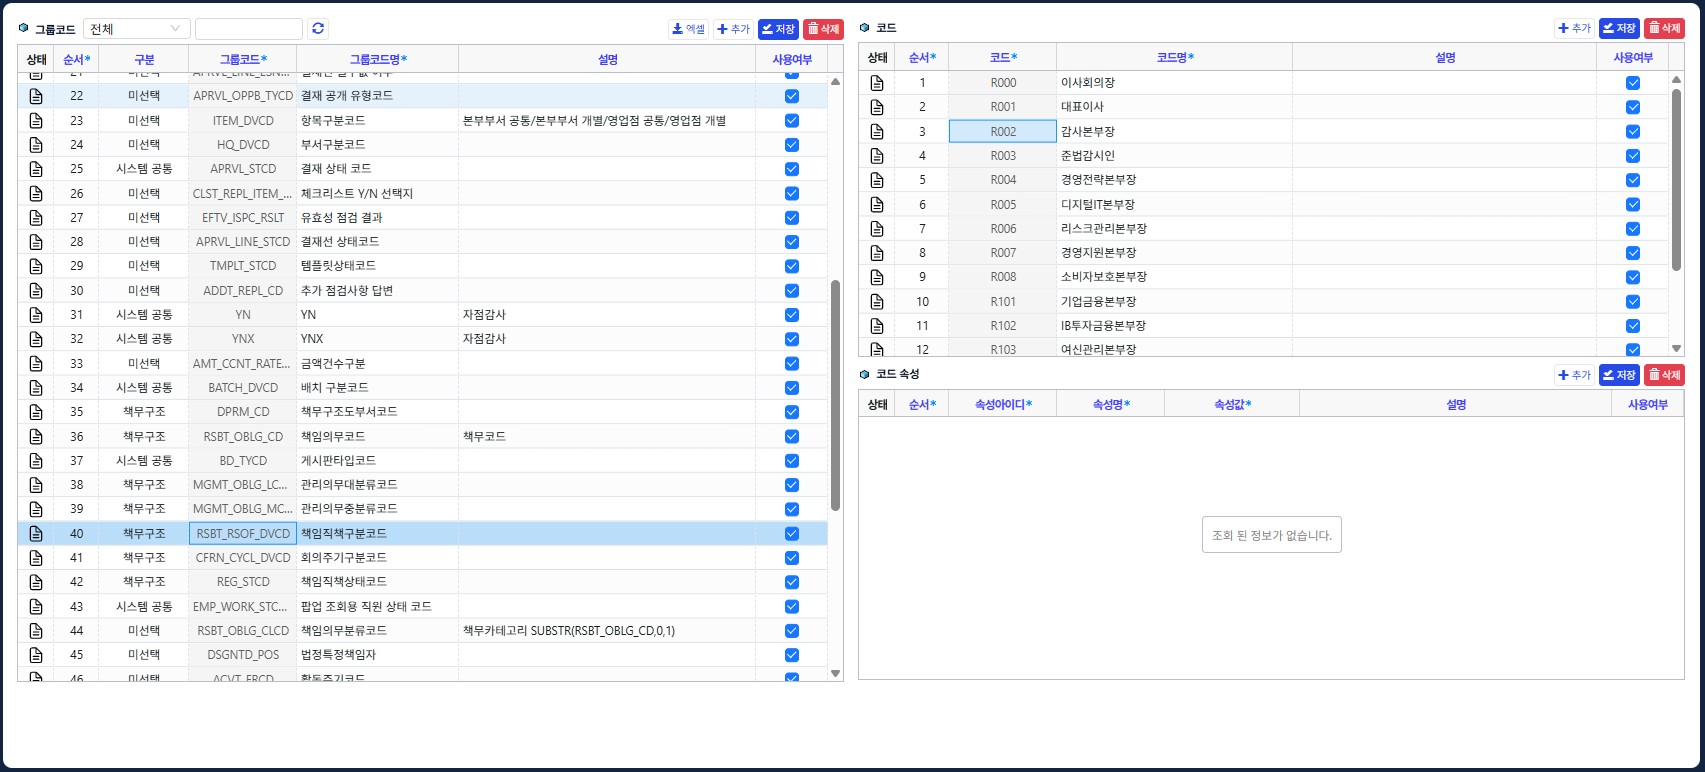 그룹코드 전체 엑셀 추가 저장 삭제
상태 순서* 구분 그룹코드* 그룹코드명* 설명 사용여부
22 미선택 APRVL_OPPB_TYCD 결재 공개 유형코드
23 미선택 ITEM_DVCD 항목구분코드 본부부서 공통/본부부서 개별/영업점 공통/영업점 개별
24 미선택 HQ_DVCD 부서구분코드
25 시스템 공통 APRVL_STCD 결재 상태 코드
26 미선택 CLST_REPL_ITEM_... 체크리스트 Y/N 선택지
27 미선택 EFTV_ISPC_RSLT 유효성 점검 결과
28 미선택 APRVL_LINE_STCD 결재선 상태코드
29 미선택 TMPLT_STCD 템플릿상태코드
30 미선택 ADDT_REPL_CD 추가 점검사항 답변
31 시스템 공통 YN YN 자점감사
32 시스템 공통 YNX YNX 자점감사
33 미선택 AMT_CCNT_RATE... 금액건수구분
34 시스템 공통 BATCH_DVCD 배치 구분코드
35 책무구조 DPRM_CD 책무구조도부서코드
36 책무구조 RSBT_OBLG_CD 책임의무코드 책무코드
37 시스템 공통 BD_TYCD 게시판타입코드
38 책무구조 MGMT_OBLG_LC... 관리의무대분류코드
39 책무구조 MGMT_OBLG_MC... 관리의무중분류코드
40 책무구조 RSBT_RSOF_DVCD 책임직책구분코드
41 책무구조 CFRN_CYCL_DVCD 회의주기구분코드
42 책무구조 REG_STCD 책임직책상태코드
43 시스템 공통 EMP_WORK_STC... 팝업 조회용 직원 상태 코드
44 미선택 RSBT_OBLG_CLCD 책임의무분류코드 책무카테고리 SUBSTR(RSBT_OBLG_CD,0,1)
45 미선택 DSGNTD_POS 법정특정책임자
46 미선택 ACVT_FRCD 활동주기코드
코드 추가 저장 삭제
상태 순서* 코드* 코드명* 설명 사용여부
1 R000 이사회의장
2 R001 대표이사
3 R002 감사본부장
4 R003 준법감시인
5 R004 경영전략본부장
6 R005 디지털IT본부장
7 R006 리스크관리본부장
8 R007 경영지원본부장
9 R008 소비자보호본부장
10 R101 기업금융본부장
11 R102 IB투자금융본부장
12 R103 여신관리본부장
코드 속성 추가 저장 삭제
상태 순서* 속성아이디* 속성명* 속성값* 설명 사용여부
조회 된 정보가 없습니다.